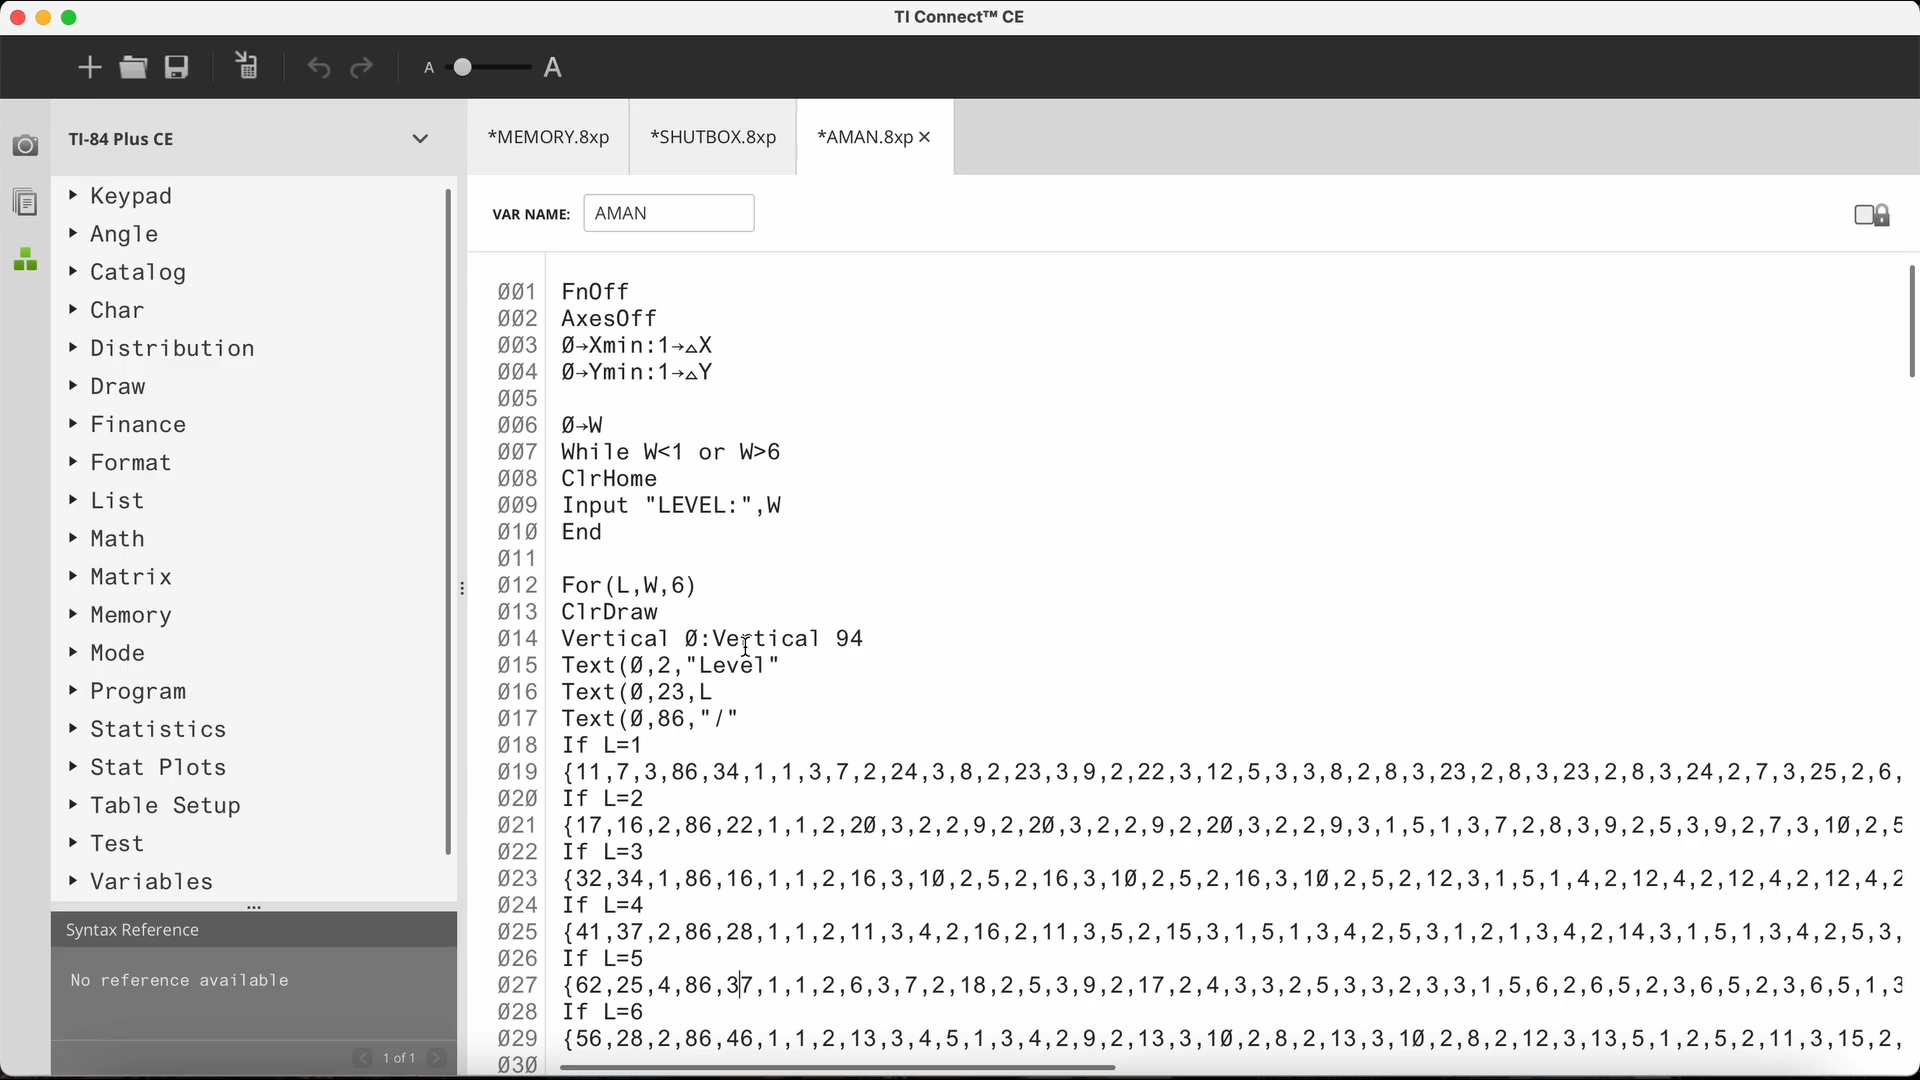 TI Connect™ CE
A A
TI-84 Plus CE
*MEMORY.8xp
*SHUTBOX.8xp
*AMAN.8xp ×
VAR NAME: AMAN
Keypad
Angle
Catalog
Char
Distribution
Draw
Finance
Format
List
Math
Matrix
Memory
Mode
Program
Statistics
Stat Plots
Table Setup
Test
Variables
Syntax Reference
No reference available
< 1 of 1 >
001 FnOff
002 AxesOff
003 0→Xmin:1→△X
004 0→Ymin:1→△Y
005
006 0→W
007 While W<1 or W>6
008 ClrHome
009 Input "LEVEL:",W
010 End
011
012 For(L,W,6)
013 ClrDraw
014 Vertical 0:Vertical 94
015 Text(0,2,"Level"
016 Text(0,23,L
017 Text(0,86,"/"
018 If L=1
019 {11,7,3,86,34,1,1,3,7,2,24,3,8,2,23,3,9,2,22,3,12,5,3,3,8,2,8,3,23,2,8,3,23,2,8,3,24,2,7,3,25,2,6,
020 If L=2
021 {17,16,2,86,22,1,1,2,20,3,2,2,9,2,20,3,2,2,9,2,20,3,2,2,9,3,1,5,1,3,7,2,8,3,9,2,5,3,9,2,7,3,10,2,5
022 If L=3
023 {32,34,1,86,16,1,1,2,16,3,10,2,5,2,16,3,10,2,5,2,16,3,10,2,5,2,12,3,1,5,1,4,2,12,4,2,12,4,2,12,4,2
024 If L=4
025 {41,37,2,86,28,1,1,2,11,3,4,2,16,2,11,3,5,2,15,3,1,5,1,3,4,2,5,3,1,2,1,3,4,2,14,3,1,5,1,3,4,2,5,3,
026 If L=5
027 {62,25,4,86,37,1,1,2,6,3,7,2,18,2,5,3,9,2,17,2,4,3,3,2,5,3,3,2,3,3,1,5,6,2,6,5,2,3,6,5,2,3,6,5,1,3
028 If L=6
029 {56,28,2,86,46,1,1,2,13,3,4,5,1,3,4,2,9,2,13,3,10,2,8,2,13,3,10,2,8,2,12,3,13,5,1,2,5,2,11,3,15,2,
030